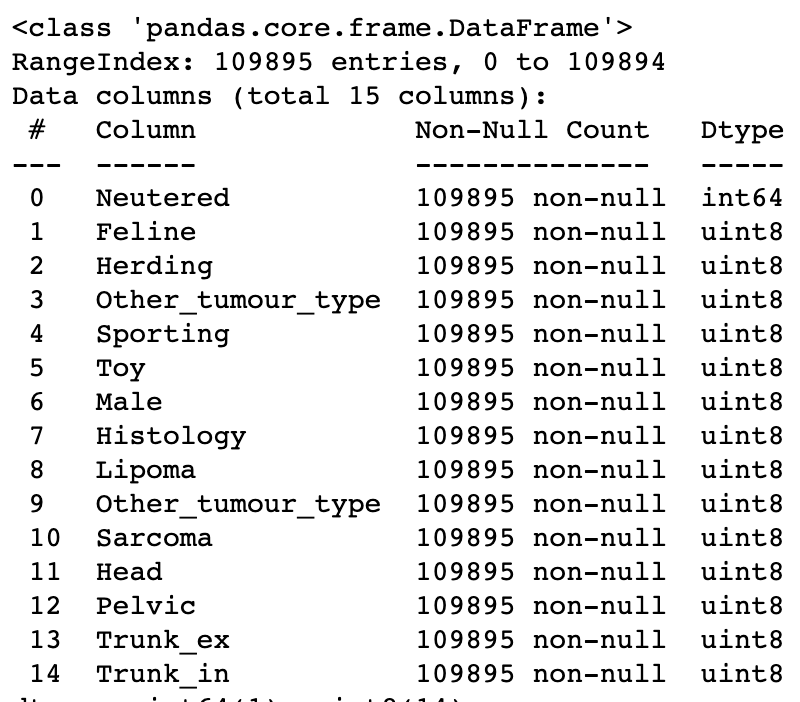 <class 'pandas.core.frame.DataFrame'>
RangeIndex: 109895 entries, 0 to 109894
Data columns (total 15 columns):
 #   Column             Non-Null Count   Dtype
---  ------             --------------   -----
 0   Neutered           109895 non-null  int64
 1   Feline             109895 non-null  uint8
 2   Herding            109895 non-null  uint8
 3   Other_tumour_type  109895 non-null  uint8
 4   Sporting           109895 non-null  uint8
 5   Toy                109895 non-null  uint8
 6   Male               109895 non-null  uint8
 7   Histology          109895 non-null  uint8
 8   Lipoma             109895 non-null  uint8
 9   Other_tumour_type  109895 non-null  uint8
 10  Sarcoma            109895 non-null  uint8
 11  Head               109895 non-null  uint8
 12  Pelvic             109895 non-null  uint8
 13  Trunk_ex           109895 non-null  uint8
 14  Trunk_in           109895 non-null  uint8